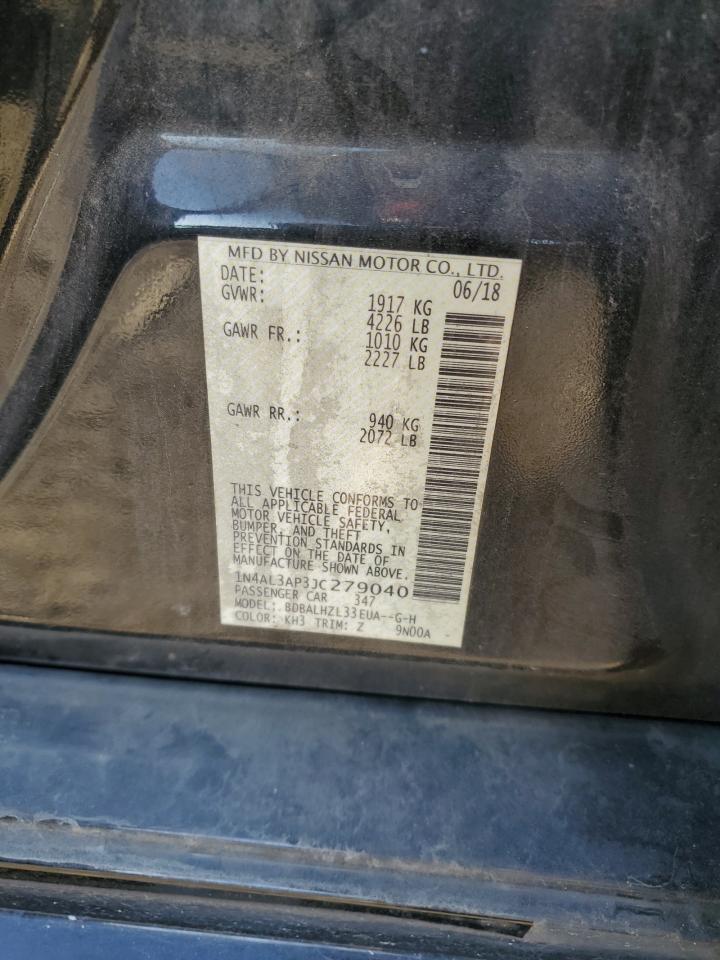 MFD BY NISSAN MOTOR CO., LTD.
DATE: 06/18
GVWR: 1917 KG
4226 LB
GAWR FR.: 1010 KG
2227 LB
GAWR RR.: 940 KG
2072 LB
THIS VEHICLE CONFORMS TO
ALL APPLICABLE FEDERAL
MOTOR VEHICLE SAFETY,
BUMPER, AND THEFT
PREVENTION STANDARDS IN
EFFECT ON THE DATE OF
MANUFACTURE SHOWN ABOVE.
1N4AL3AP3JC279040
PASSENGER CAR 347
MODEL: BDBALHZL33EUA--G-H
COLOR: KH3 TRIM: Z 9N00A